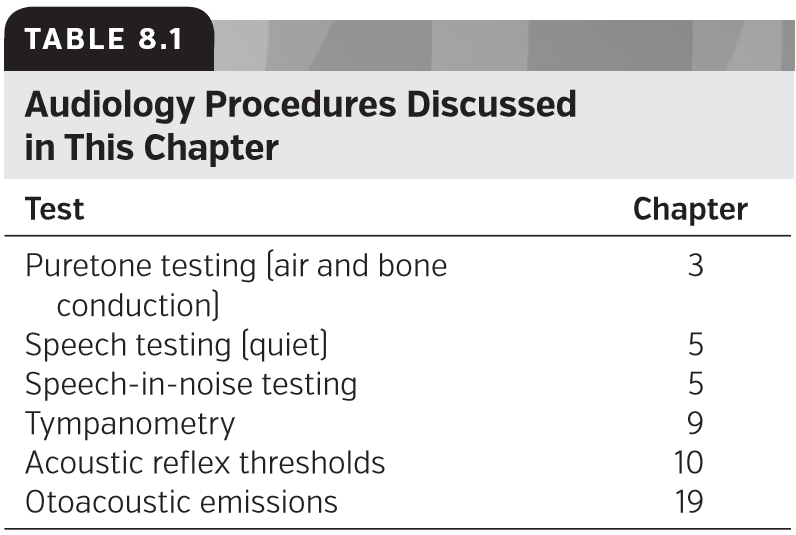 TABLE 8.1
Audiology Procedures Discussed
in This Chapter
Test Chapter
Puretone testing (air and bone 3
conduction)
Speech testing (quiet) 5
Speech-in-noise testing 5
Tympanometry 9
Acoustic reflex thresholds 10
Otoacoustic emissions 19